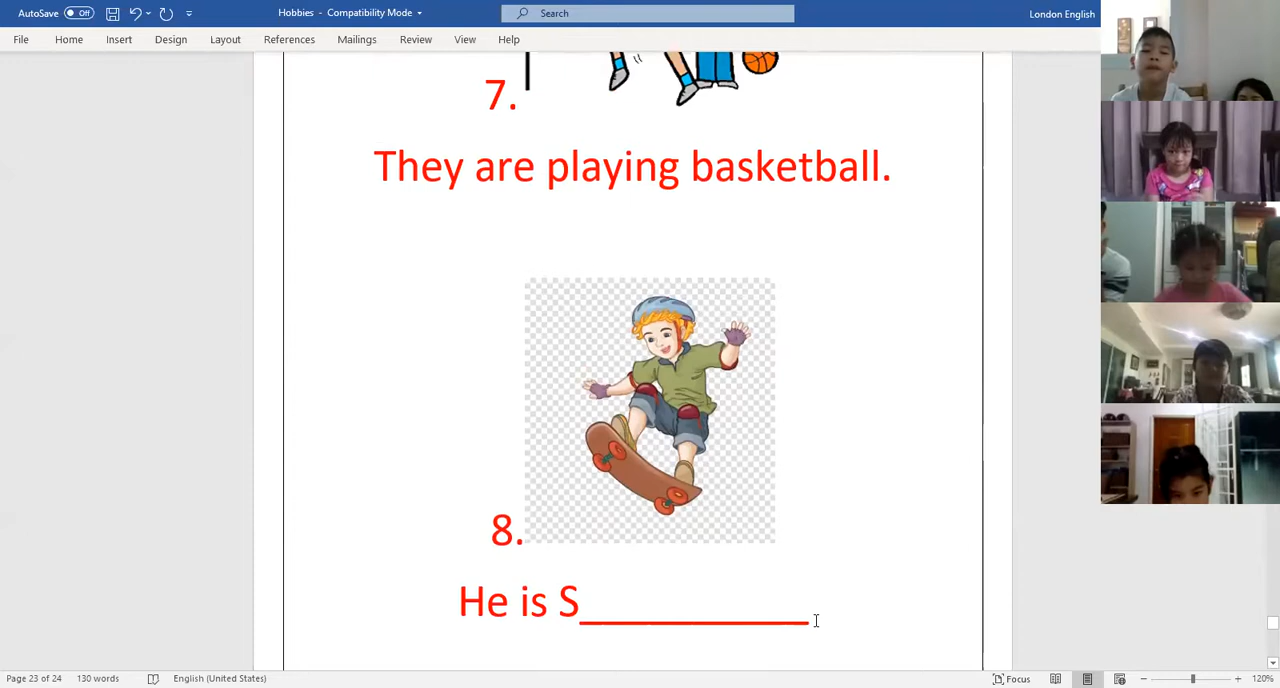 AutoSave Off Hobbies - Compatibility Mode Search London English
File Home Insert Design Layout References Mailings Review View Help
7.
They are playing basketball.
8.
He is S__________
Page 23 of 24 130 words English (United States) Focus 120%